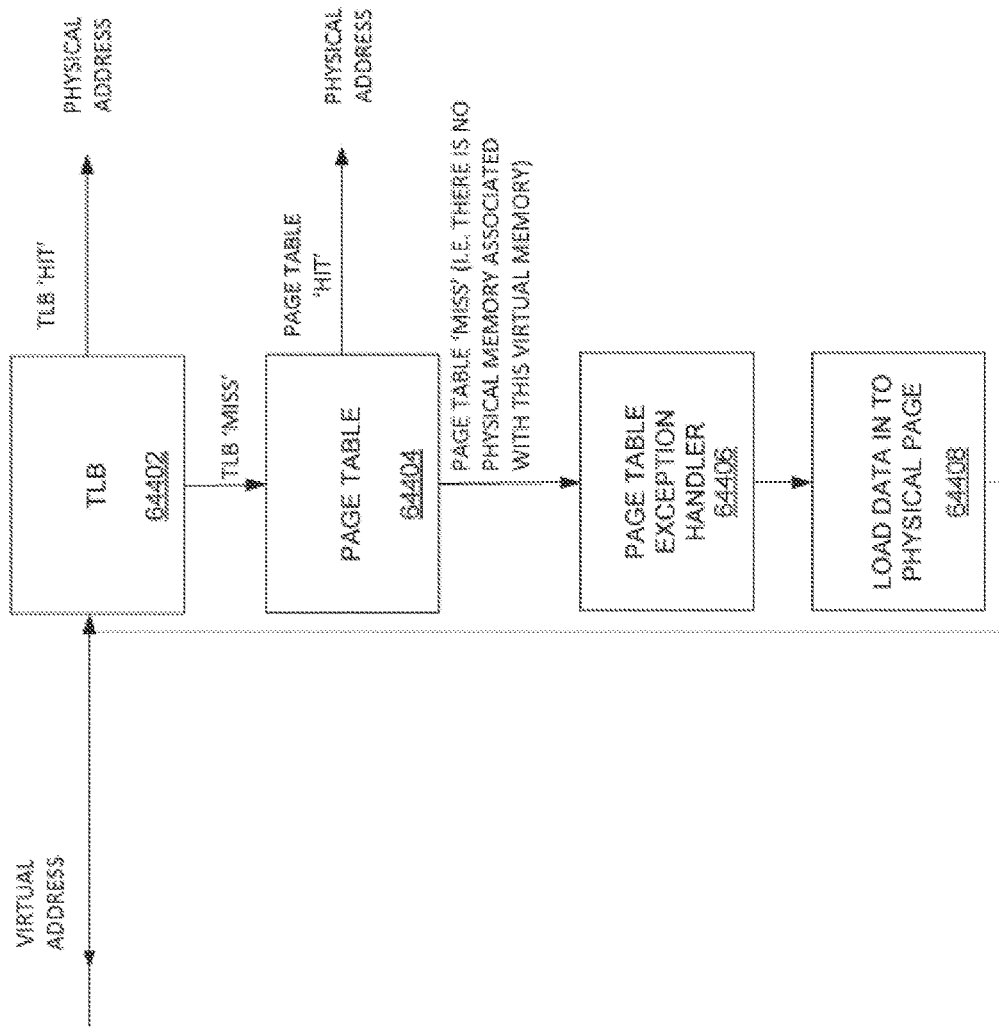 VIRTUAL
ADDRESS
TLB
64402
TLB 'HIT'
PHYSICAL
ADDRESS
TLB 'MISS'
PAGE TABLE
64404
PAGE TABLE
'HIT'
PHYSICAL
ADDRESS
PAGE TABLE 'MISS' (I.E. THERE IS NO
PHYSICAL MEMORY ASSOCIATED
WITH THIS VIRTUAL MEMORY)
PAGE TABLE
EXCEPTION
HANDLER
64406
LOAD DATA IN TO
PHYSICAL PAGE
64408